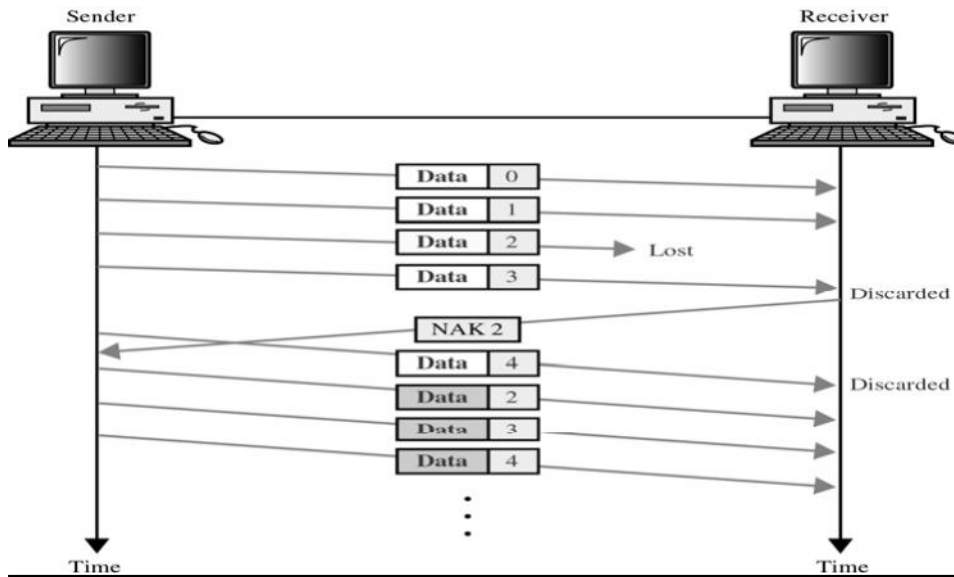 Sender
Receiver
Data 0
Data 1
Data 2
Lost
Data 3
Discarded
NAK 2
Data 4
Discarded
Data 2
Data 3
Data 4
Time
Time